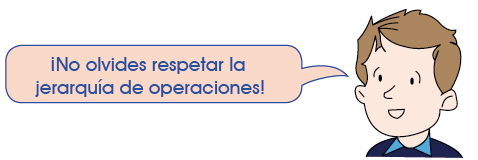 ¡No olvides respetar la
jerarquía de operaciones!